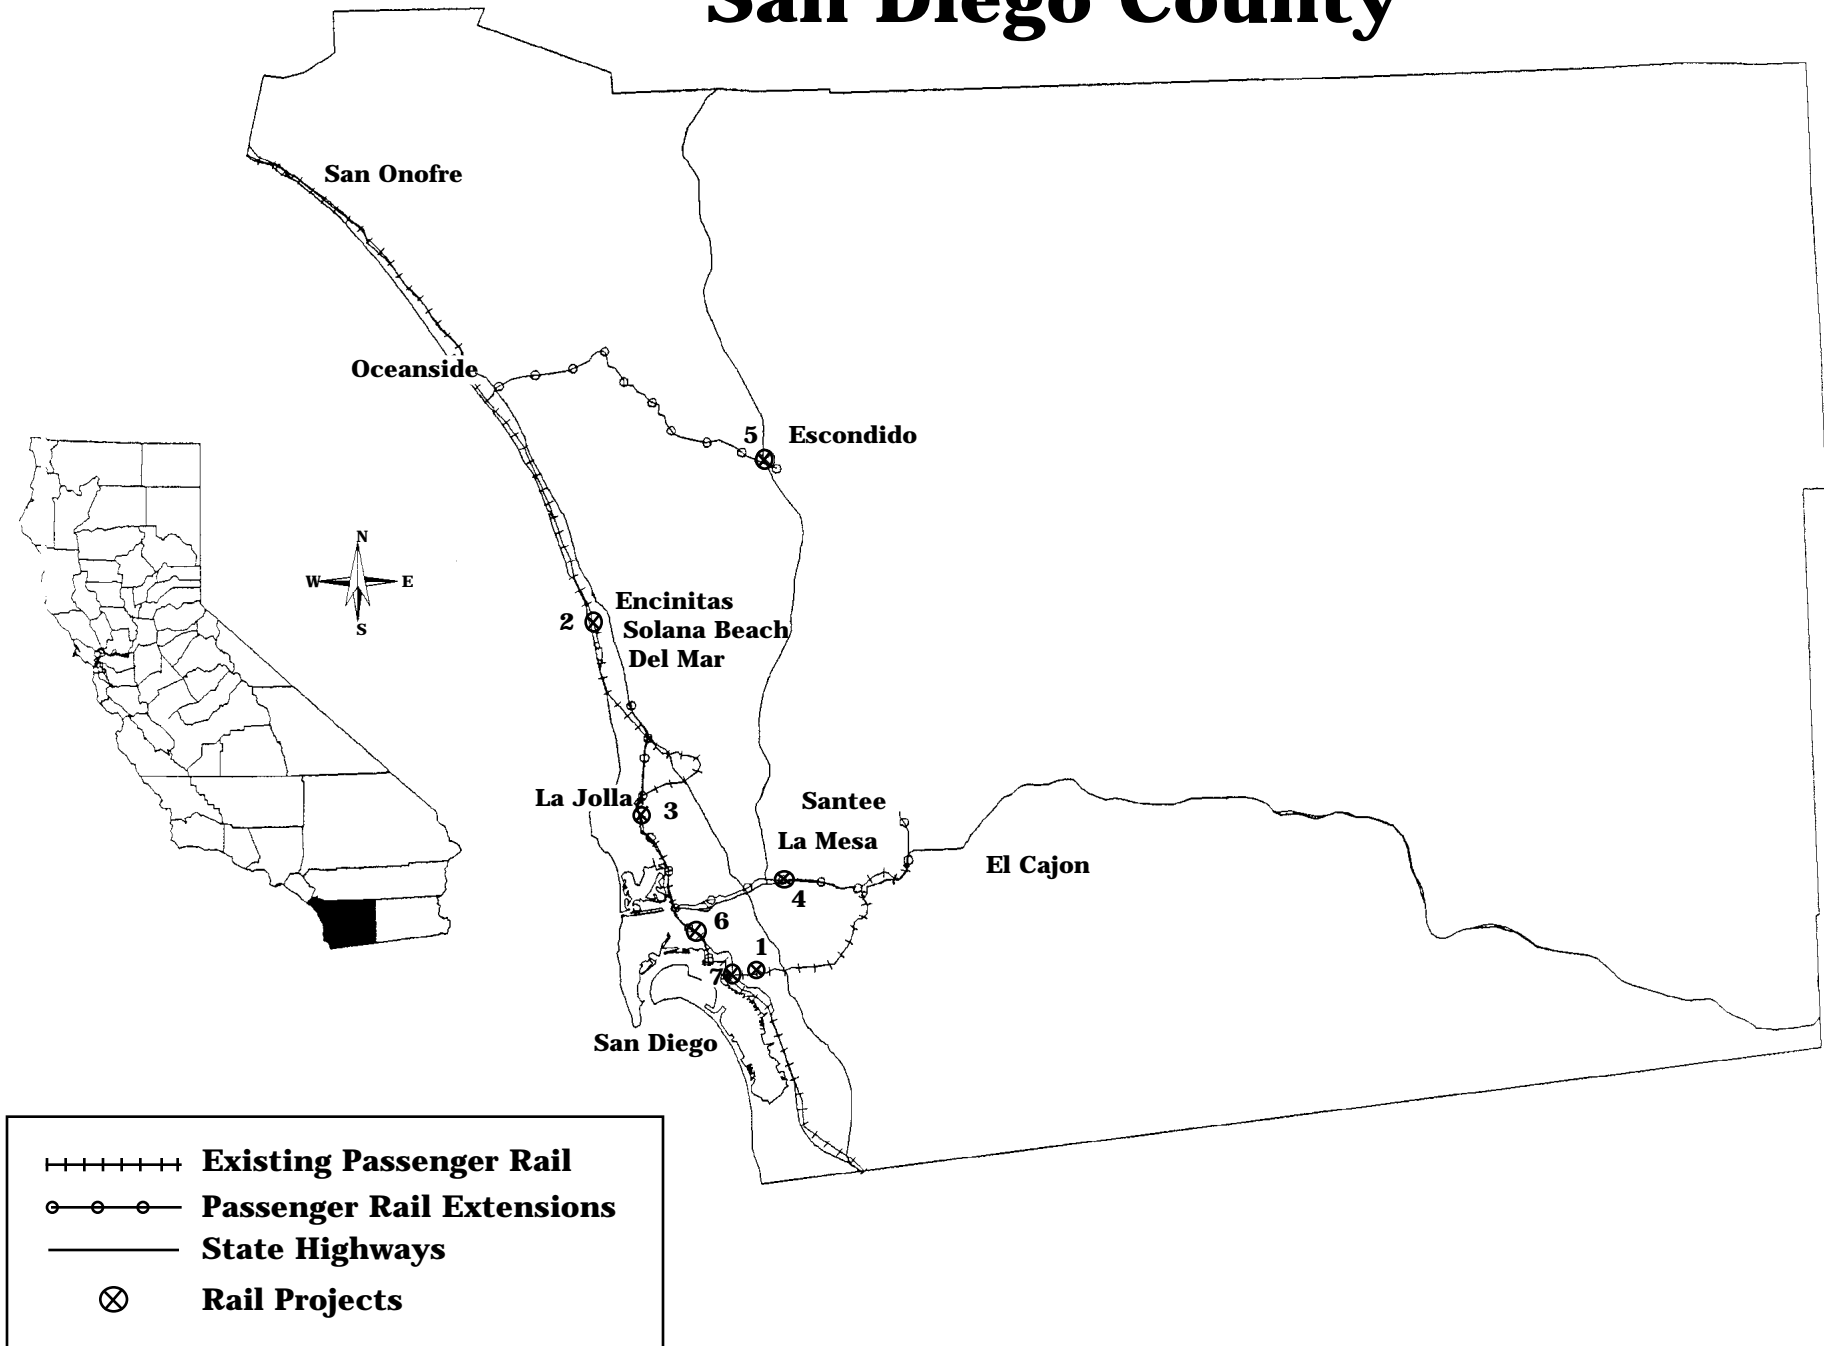 San Diego County
San Onofre
Oceanside
5 Escondido
N
W E
S
2
Encinitas
Solana Beach
Del Mar
La Jolla 3
Santee
La Mesa
El Cajon
4
6
1
7
San Diego
Existing Passenger Rail
Passenger Rail Extensions
State Highways
Rail Projects